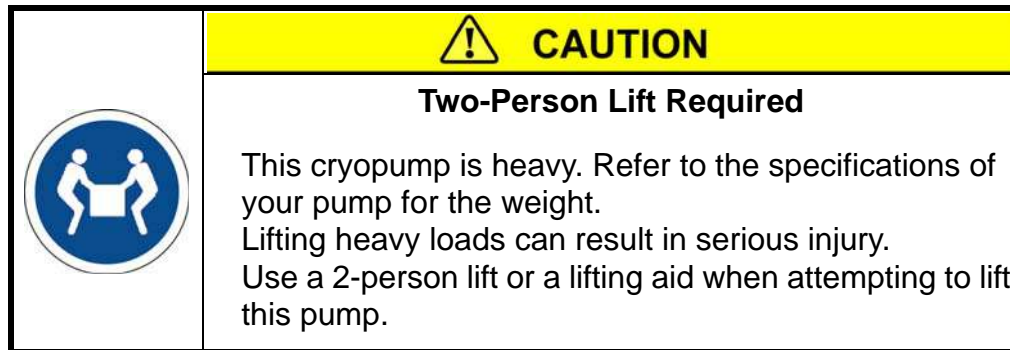 CAUTION
Two-Person Lift Required
This cryopump is heavy. Refer to the specifications of
your pump for the weight.
Lifting heavy loads can result in serious injury.
Use a 2-person lift or a lifting aid when attempting to lift
this pump.